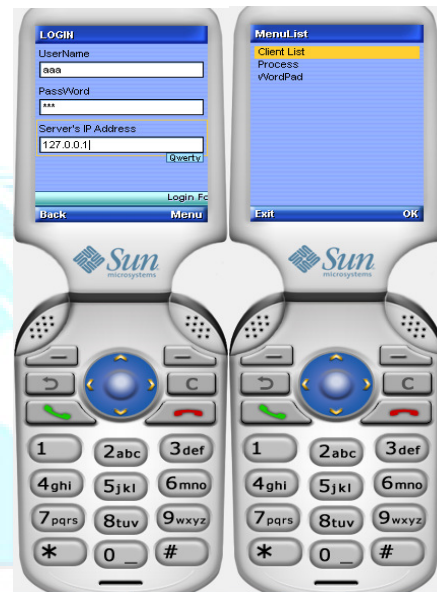 LOGIN
UserName
aaa
PassWord
***
Server's IP Address
127.0.0.1
Qwerty
Login Fo
Back Menu
Sun
microsystems
C
1 2abc 3def
4ghi 5jkl 6mno
7pqrs 8tuv 9wxyz
* 0 _ #
MenuList
Client List
Process
WordPad
Exit OK
Sun
microsystems
C
1 2abc 3def
4ghi 5jkl 6mno
7pqrs 8tuv 9wxyz
* 0 _ #